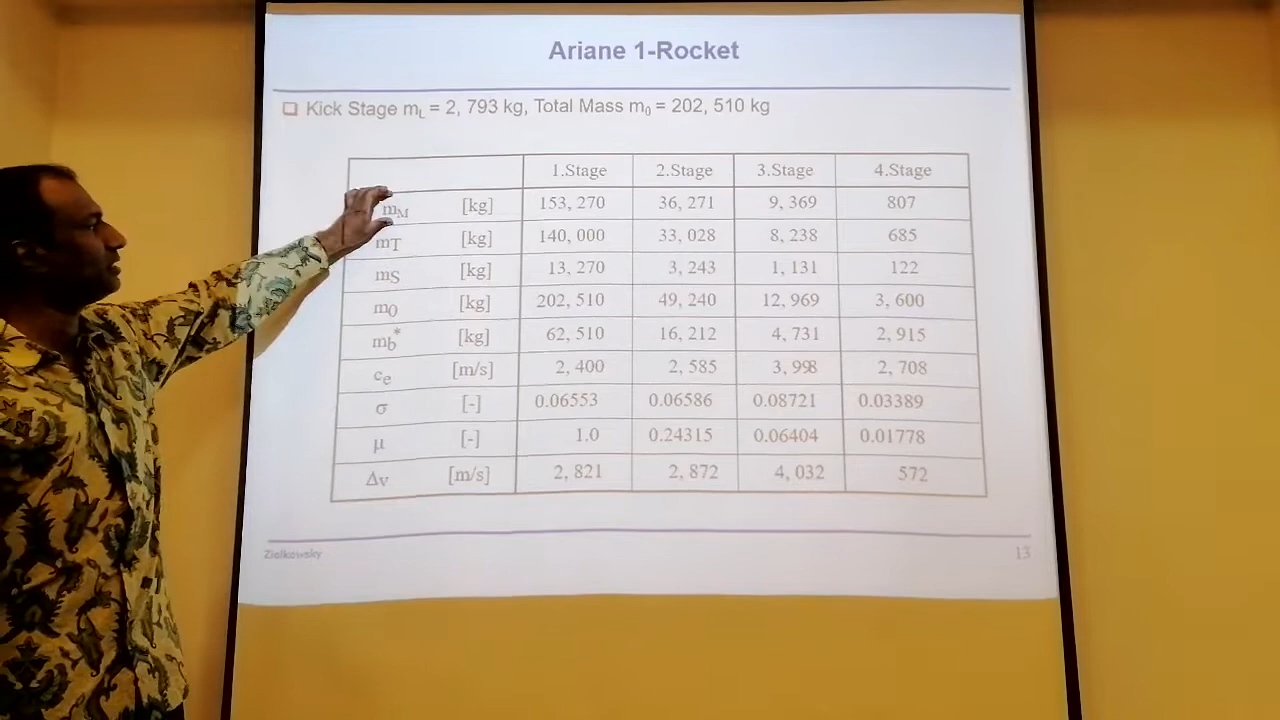 Ariane 1-Rocket
Kick Stage mL = 2, 793 kg, Total Mass m0 = 202, 510 kg
1.Stage 2.Stage 3.Stage 4.Stage
mM [kg] 153, 270 36, 271 9, 369 807
mT [kg] 140, 000 33, 028 8, 238 685
mS [kg] 13, 270 3, 243 1, 131 122
m0 [kg] 202, 510 49, 240 12, 969 3, 600
mb* [kg] 62, 510 16, 212 4, 731 2, 915
ce [m/s] 2, 400 2, 585 3, 998 2, 708
σ [-] 0.06553 0.06586 0.08721 0.03389
μ [-] 1.0 0.24315 0.06404 0.01778
Δv [m/s] 2, 821 2, 872 4, 032 572
Ziolkowsky 13